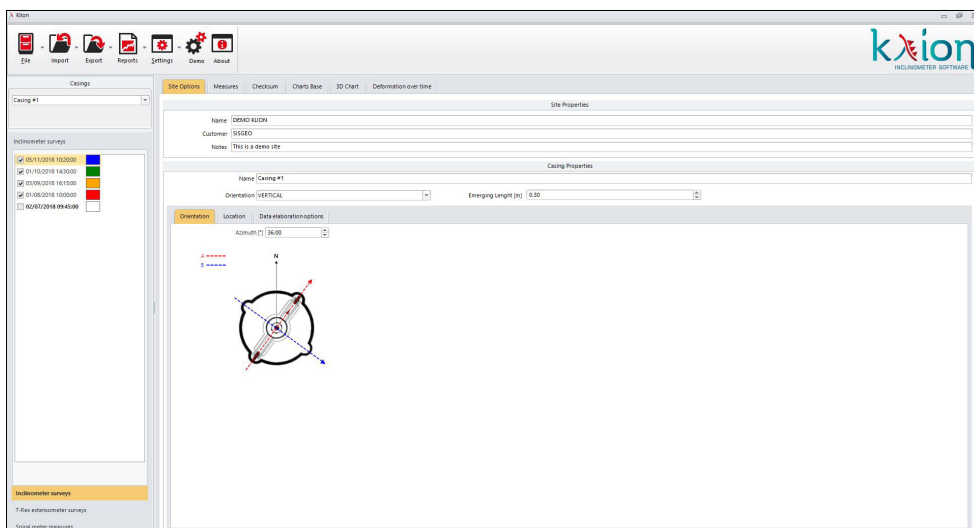 Klion
File Import Export Reports Settings Demo About
klion
INCLINOMETER SOFTWARE
Casings
Casing #1
Inclinometer surveys
05/11/2018 10:20:00
01/10/2018 14:30:00
03/09/2018 16:15:00
01/08/2018 10:00:00
02/07/2018 09:45:00
Inclinometer surveys
T-Rex extensometer surveys
Spiral meter measures
Site Options Measures Checksum Charts Base 3D Chart Deformation over time
Site Properties
Name DEMO KLION
Customer SISGEO
Notes This is a demo site
Casing Properties
Name Casing #1
Orientation VERTICAL Emerging Lenght [m] 0.30
Orientation Location Data elaboration options
Azimuth [°] 36.00
A
B
N